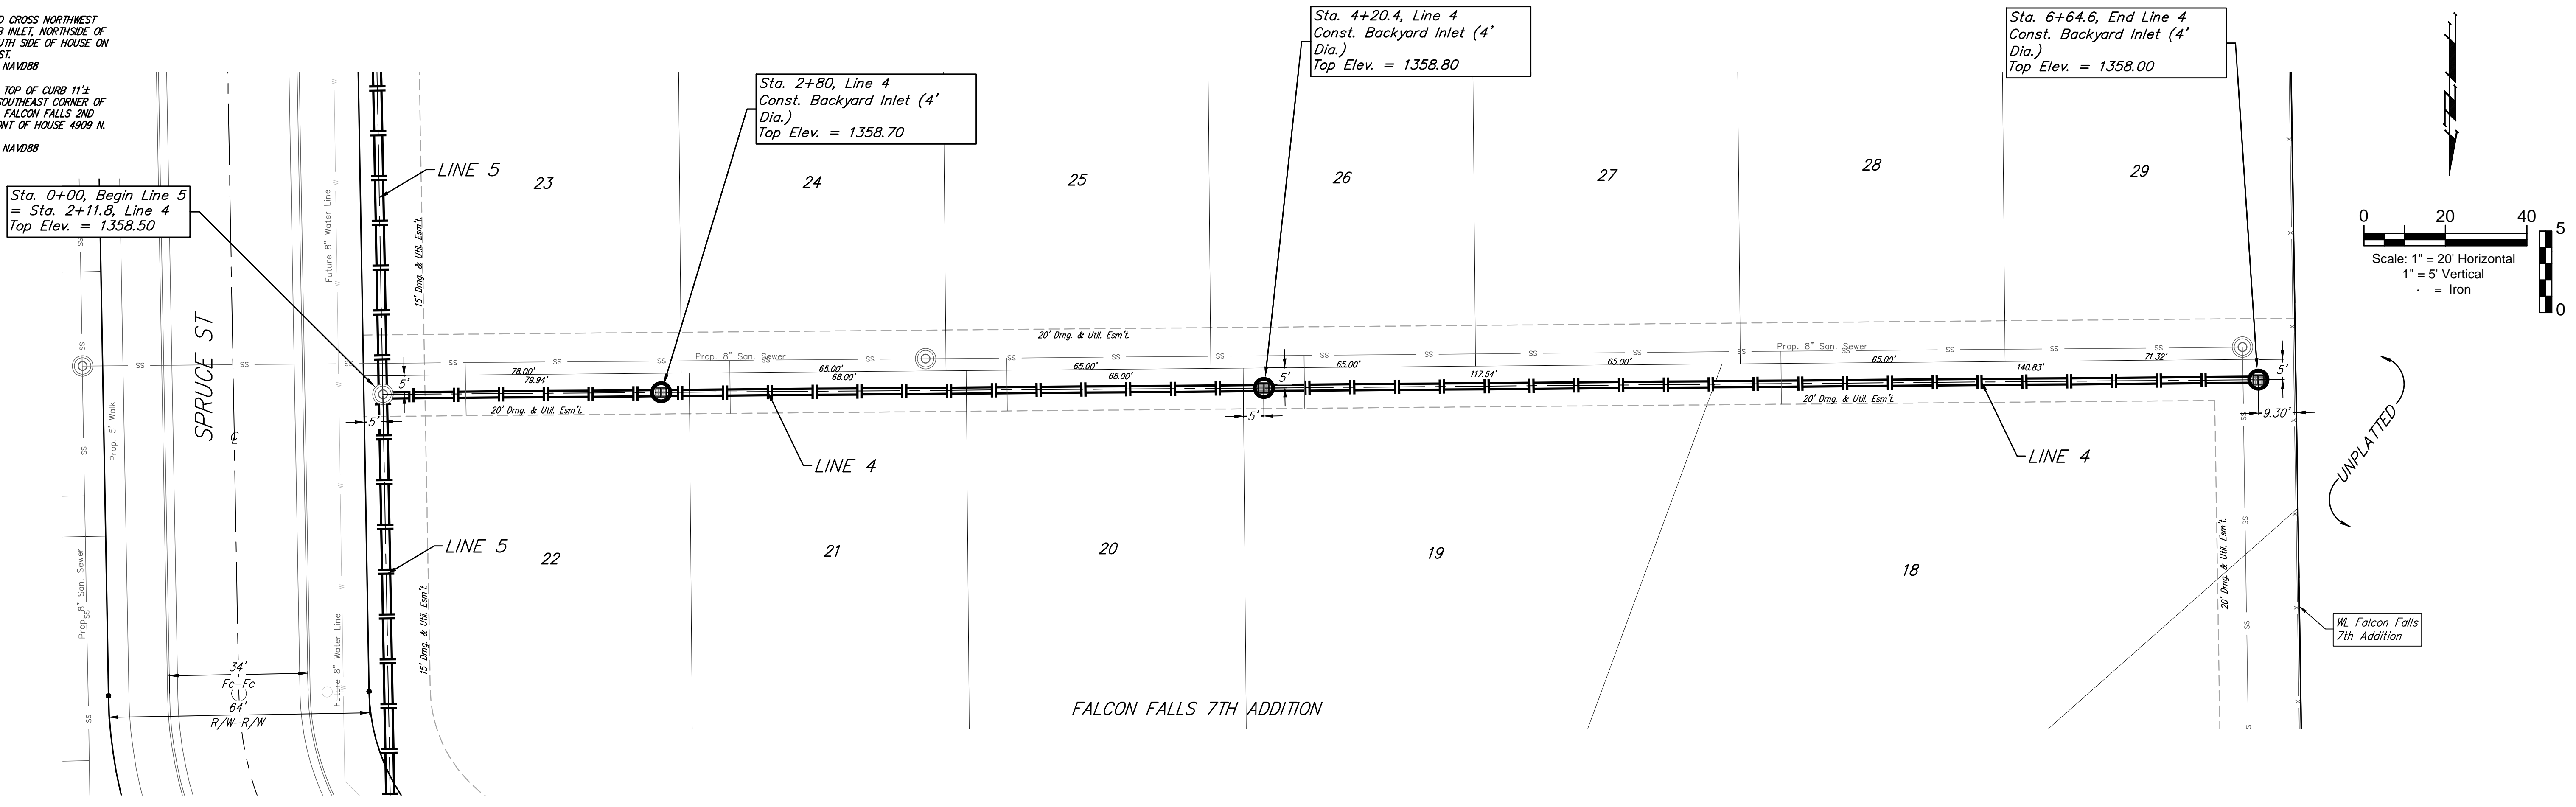 D CROSS NORTHWEST
B INLET, NORTHSIDE OF
UTH SIDE OF HOUSE ON
ST.
NAVD88
TOP OF CURB 11'±
SOUTHEAST CORNER OF
FALCON FALLS 2ND
ONT OF HOUSE 4909 N.
NAVD88
Sta. 0+00, Begin Line 5
= Sta. 2+11.8, Line 4
Top Elev. = 1358.50
Sta. 2+80, Line 4
Const. Backyard Inlet (4'
Dia.)
Top Elev. = 1358.70
Sta. 4+20.4, Line 4
Const. Backyard Inlet (4'
Dia.)
Top Elev. = 1358.80
Sta. 6+64.6, End Line 4
Const. Backyard Inlet (4'
Dia.)
Top Elev. = 1358.00
0 20 40
5
0
Scale: 1" = 20' Horizontal
1" = 5' Vertical
· = Iron
LINE 5
23
24
25
26
27
28
29
SPRUCE ST
Future 8" Water Line
15' Drng. & Util. Esm't.
20' Drng. & Util. Esm't.
Prop. 8" San. Sewer
Prop. 8" San. Sewer
78.00'
65.00'
65.00'
65.00'
65.00'
65.00'
71.32'
79.94'
68.00'
68.00'
117.54'
140.83'
5'
5'
5'
5'
5'
9.30'
20' Drng. & Util. Esm't.
20' Drng. & Util. Esm't.
LINE 4
LINE 4
UNPLATTED
Prop. 5' Walk
Prop. 8" San. Sewer
LINE 5
22
21
20
19
18
15' Drng. & Util. Esm't.
Future 8" Water Line
20' Drng. & Util. Esm't.
WL Falcon Falls
7th Addition
34'
Fc-Fc
64'
R/W-R/W
FALCON FALLS 7TH ADDITION